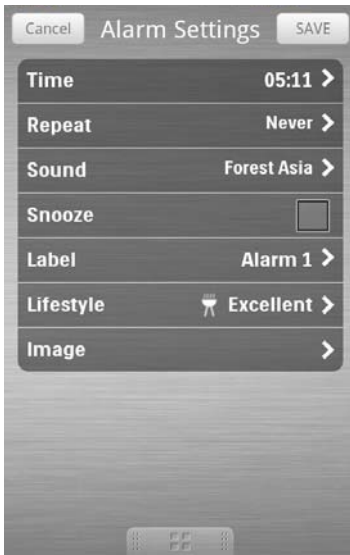 Cancel Alarm Settings SAVE
Time 05:11
Repeat Never
Sound Forest Asia
Snooze
Label Alarm 1
Lifestyle Excellent
Image